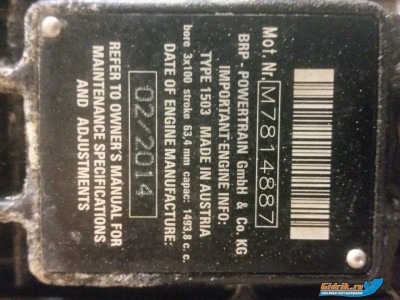 Mot. Nr. M7814887
BRP - POWERTRAIN GmbH & Co. KG
IMPORTANT-ENGINE INFO:
TYPE 1503 MADE IN AUSTRIA
bore 3x100 stroke 63,4 mm capac: 1493,8 c. c.
DATE OF ENGINE MANUFACTURE:
02/2014
REFER TO OWNER'S MANUAL FOR
MAINTENANCE SPECIFICATIONS
AND ADJUSTMENTS
Gidrik.ru